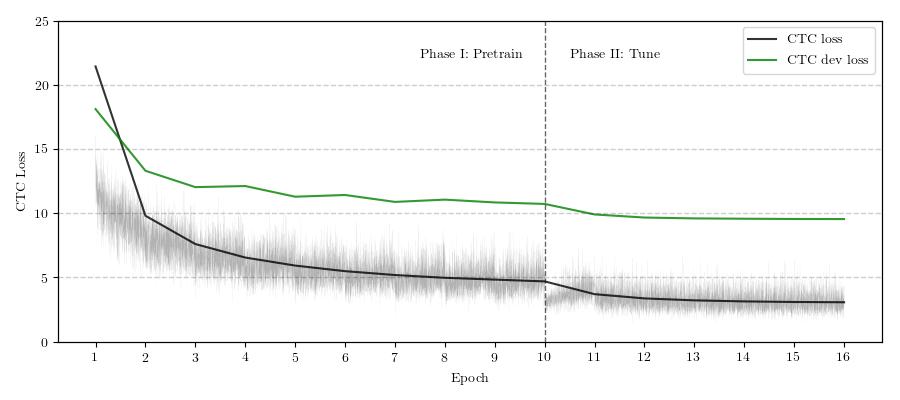 CTC loss
CTC dev loss
Phase I: Pretrain
Phase II: Tune
CTC Loss
25
20
15
10
5
0
1 2 3 4 5 6 7 8 9 10 11 12 13 14 15 16
Epoch